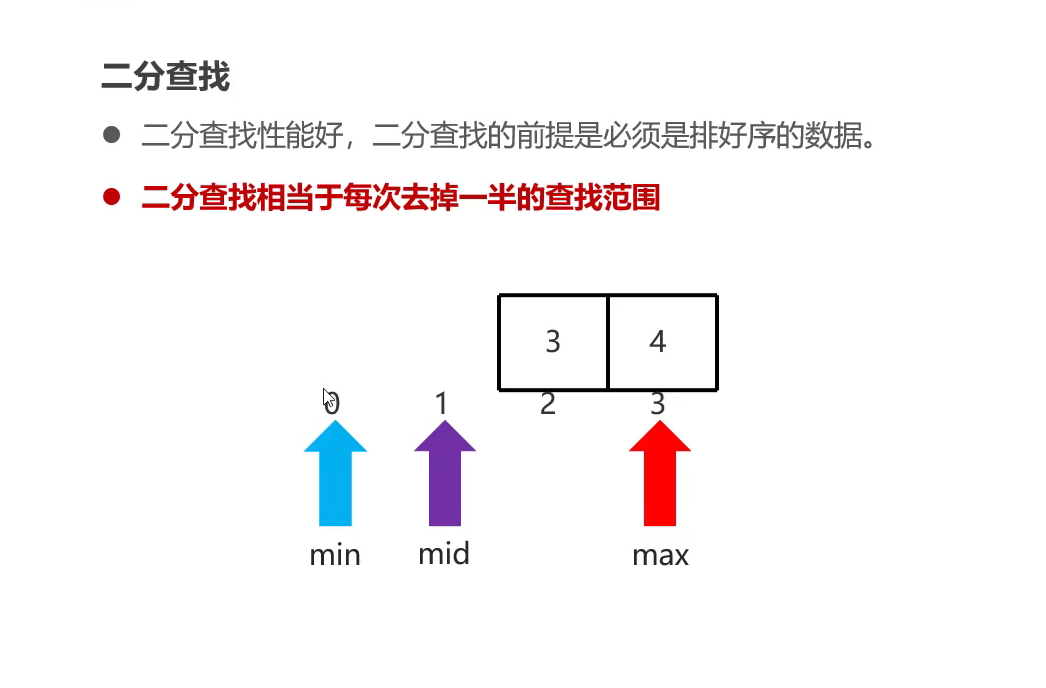 二分查找
二分查找性能好，二分查找的前提是必须是排好序的数据。
二分查找相当于每次去掉一半的查找范围
3 4
0 1 2 3
min mid max